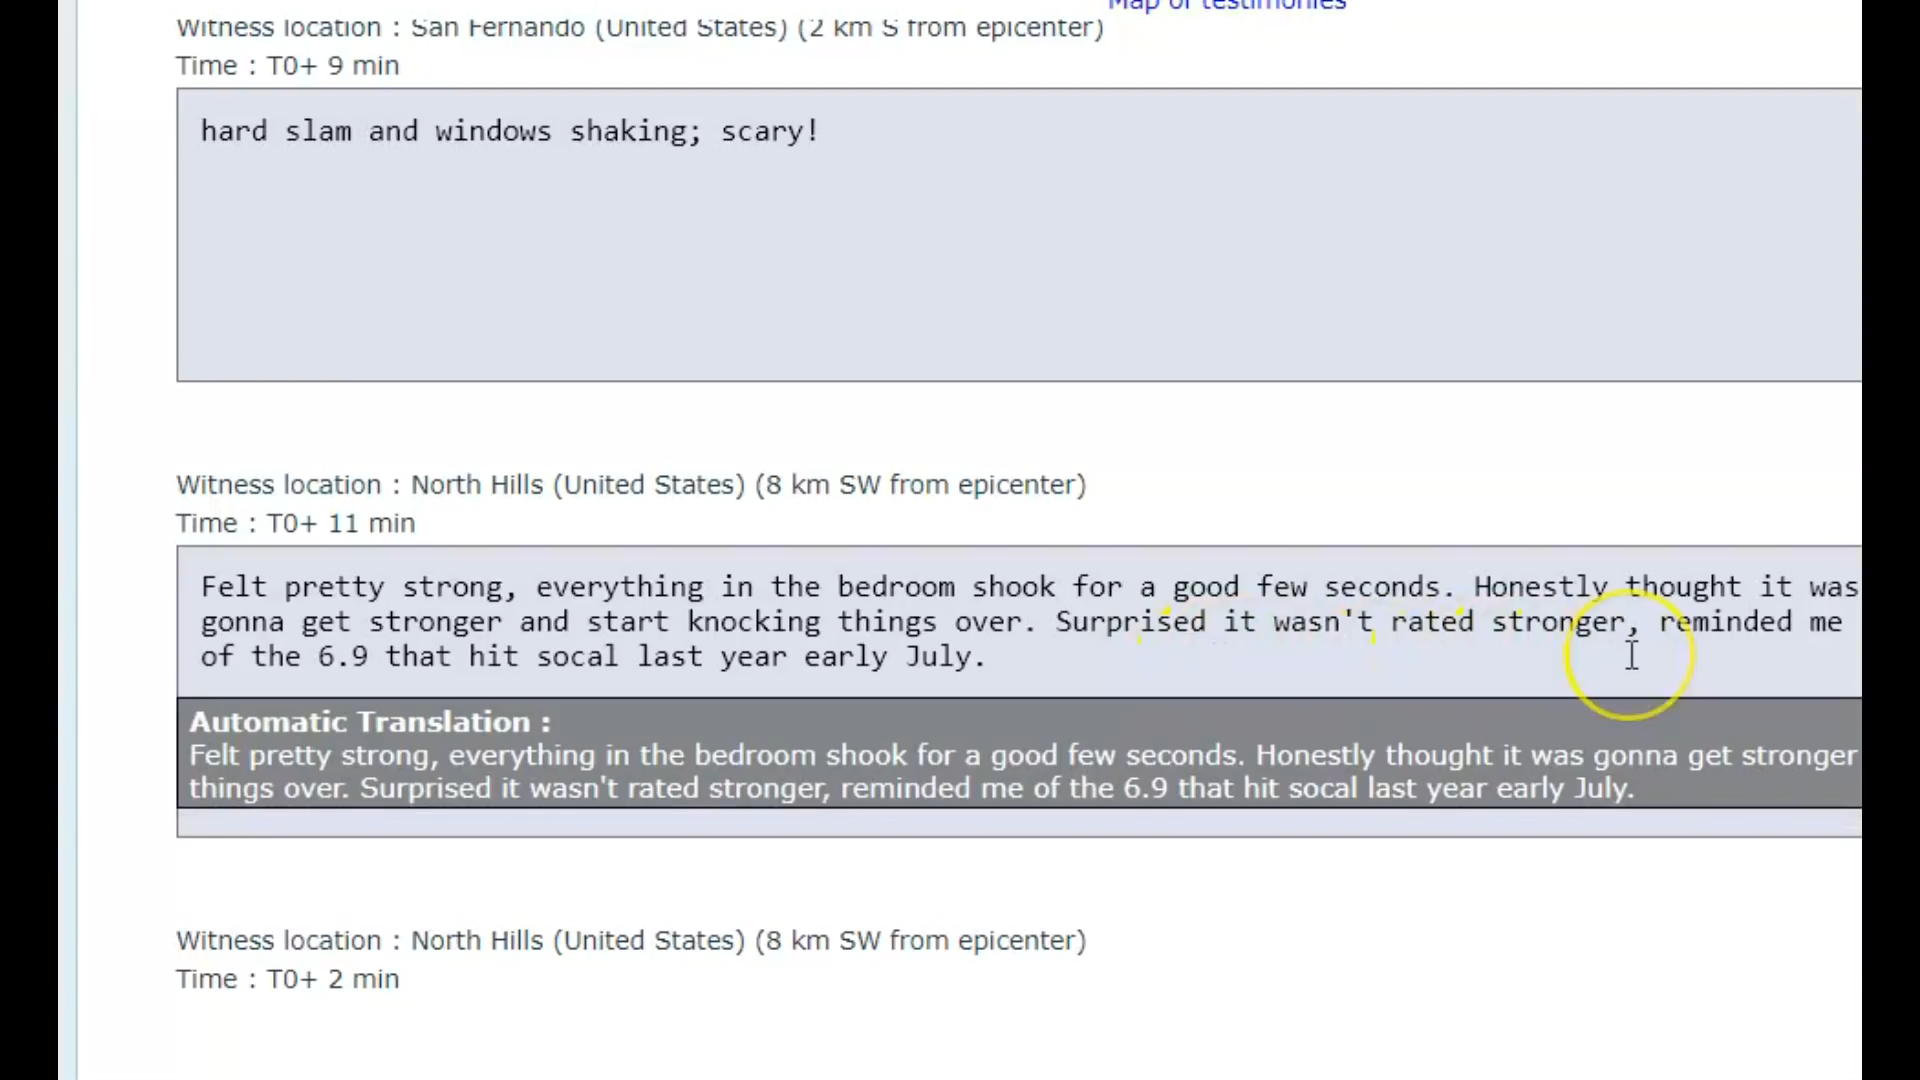 Map of testimonies
Witness location : San Fernando (United States) (2 km S from epicenter)
Time : T0+ 9 min
hard slam and windows shaking; scary!
Witness location : North Hills (United States) (8 km SW from epicenter)
Time : T0+ 11 min
Felt pretty strong, everything in the bedroom shook for a good few seconds. Honestly thought it was
gonna get stronger and start knocking things over. Surprised it wasn't rated stronger, reminded me
of the 6.9 that hit socal last year early July.
Automatic Translation :
Felt pretty strong, everything in the bedroom shook for a good few seconds. Honestly thought it was gonna get stronger
things over. Surprised it wasn't rated stronger, reminded me of the 6.9 that hit socal last year early July.
Witness location : North Hills (United States) (8 km SW from epicenter)
Time : T0+ 2 min